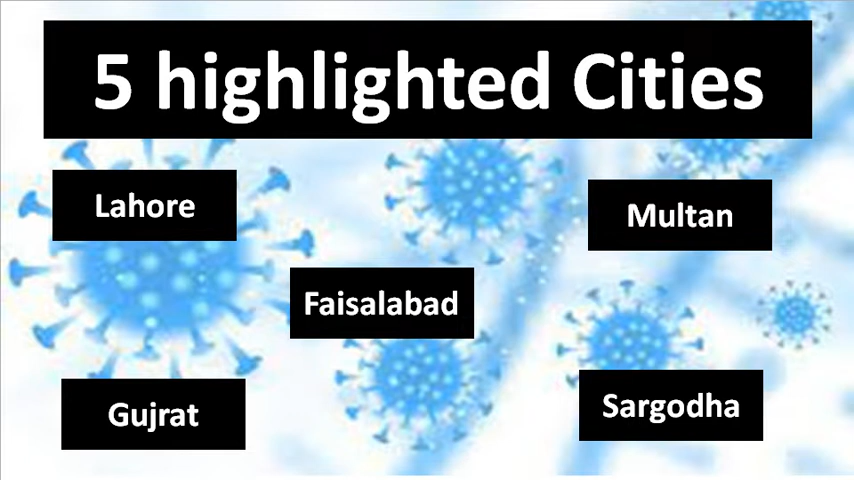 5 highlighted Cities
Lahore
Multan
Faisalabad
Gujrat
Sargodha